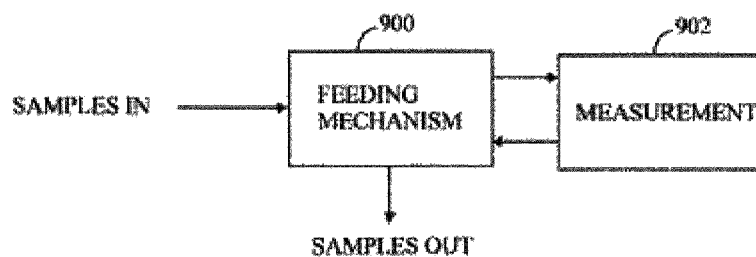 900
902
SAMPLES IN
FEEDING
MECHANISM
MEASUREMENT
SAMPLES OUT